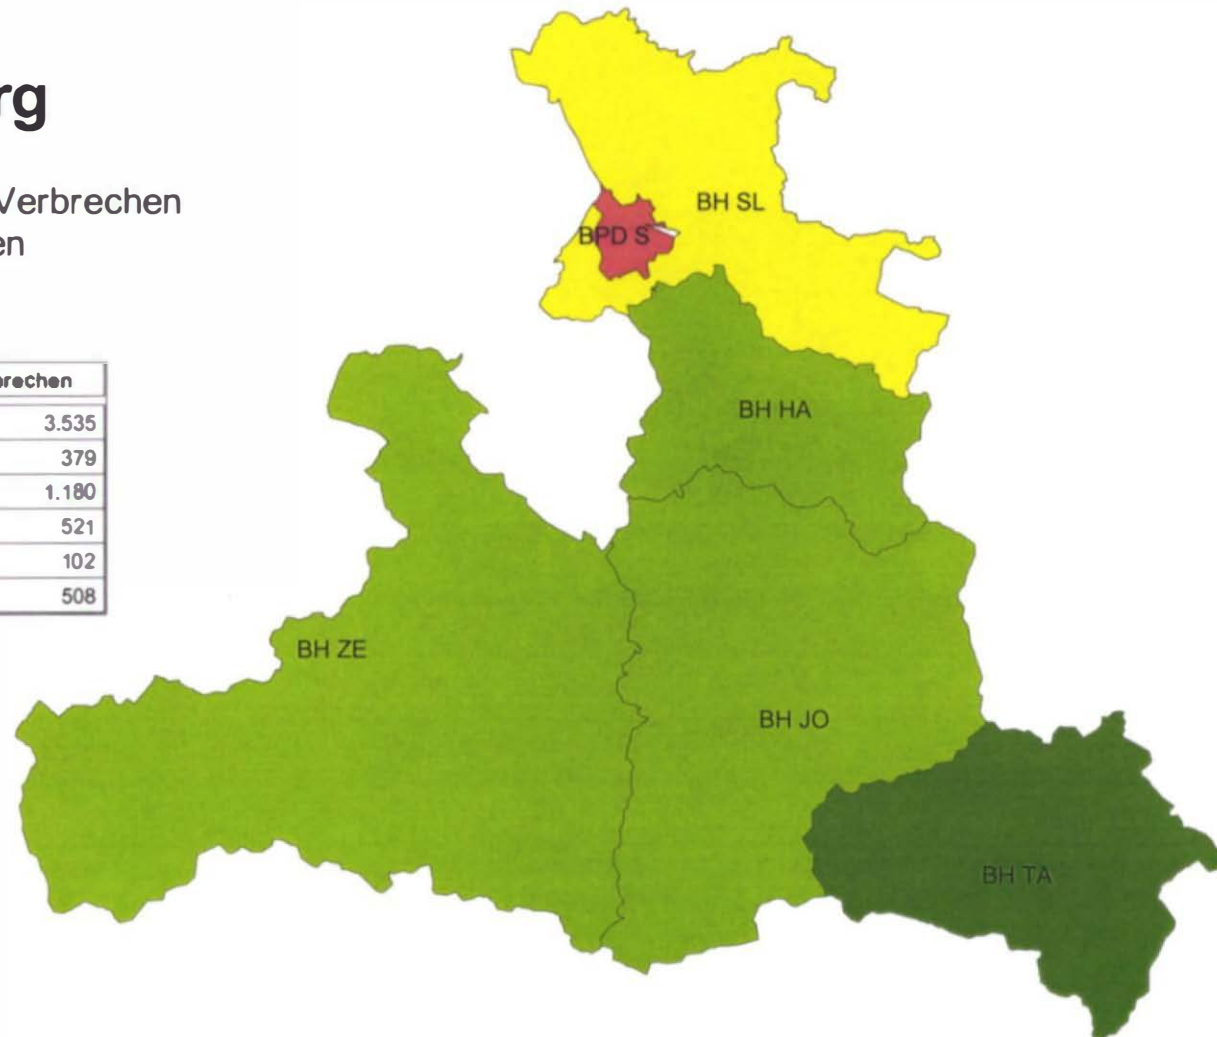 rg
Verbrechen
en
brechen
3.535
379
1.180
521
102
508
BH SL
BPD S
BH HA
BH ZE
BH JO
BH TA